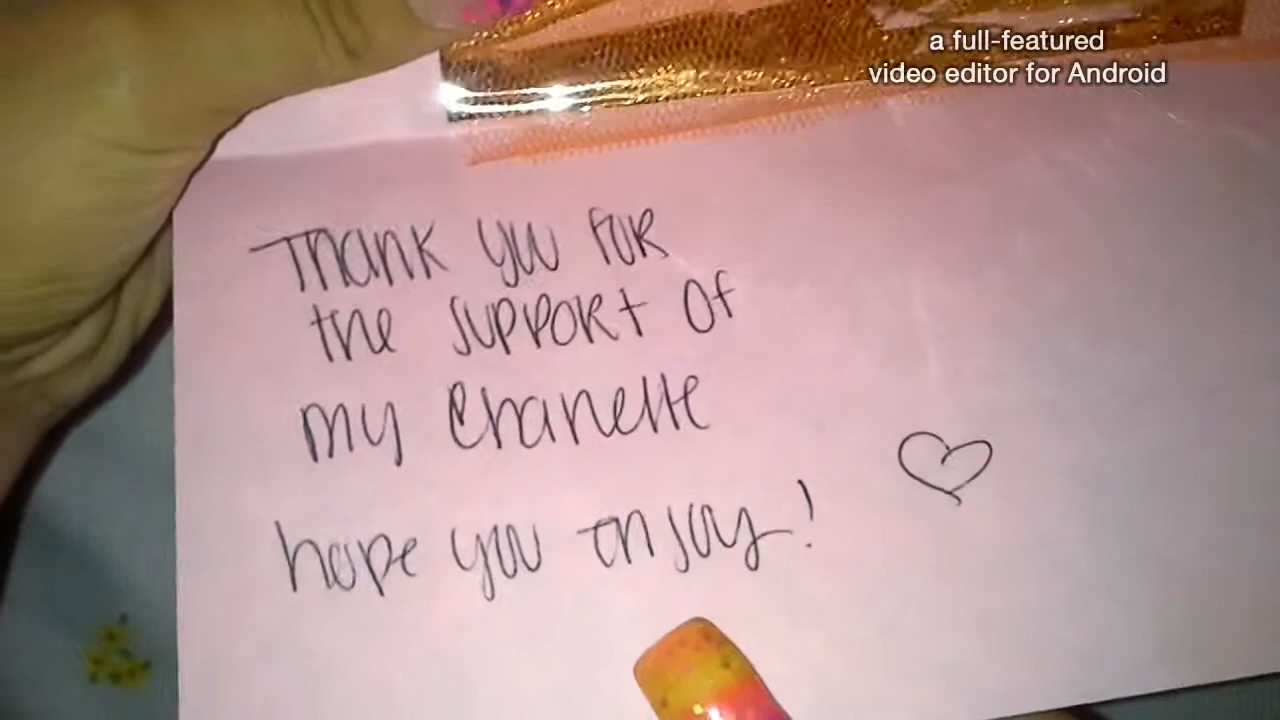 a full-featured
video editor for Android
Thank you for
the support of
my Chanelle
hope you enjoy!